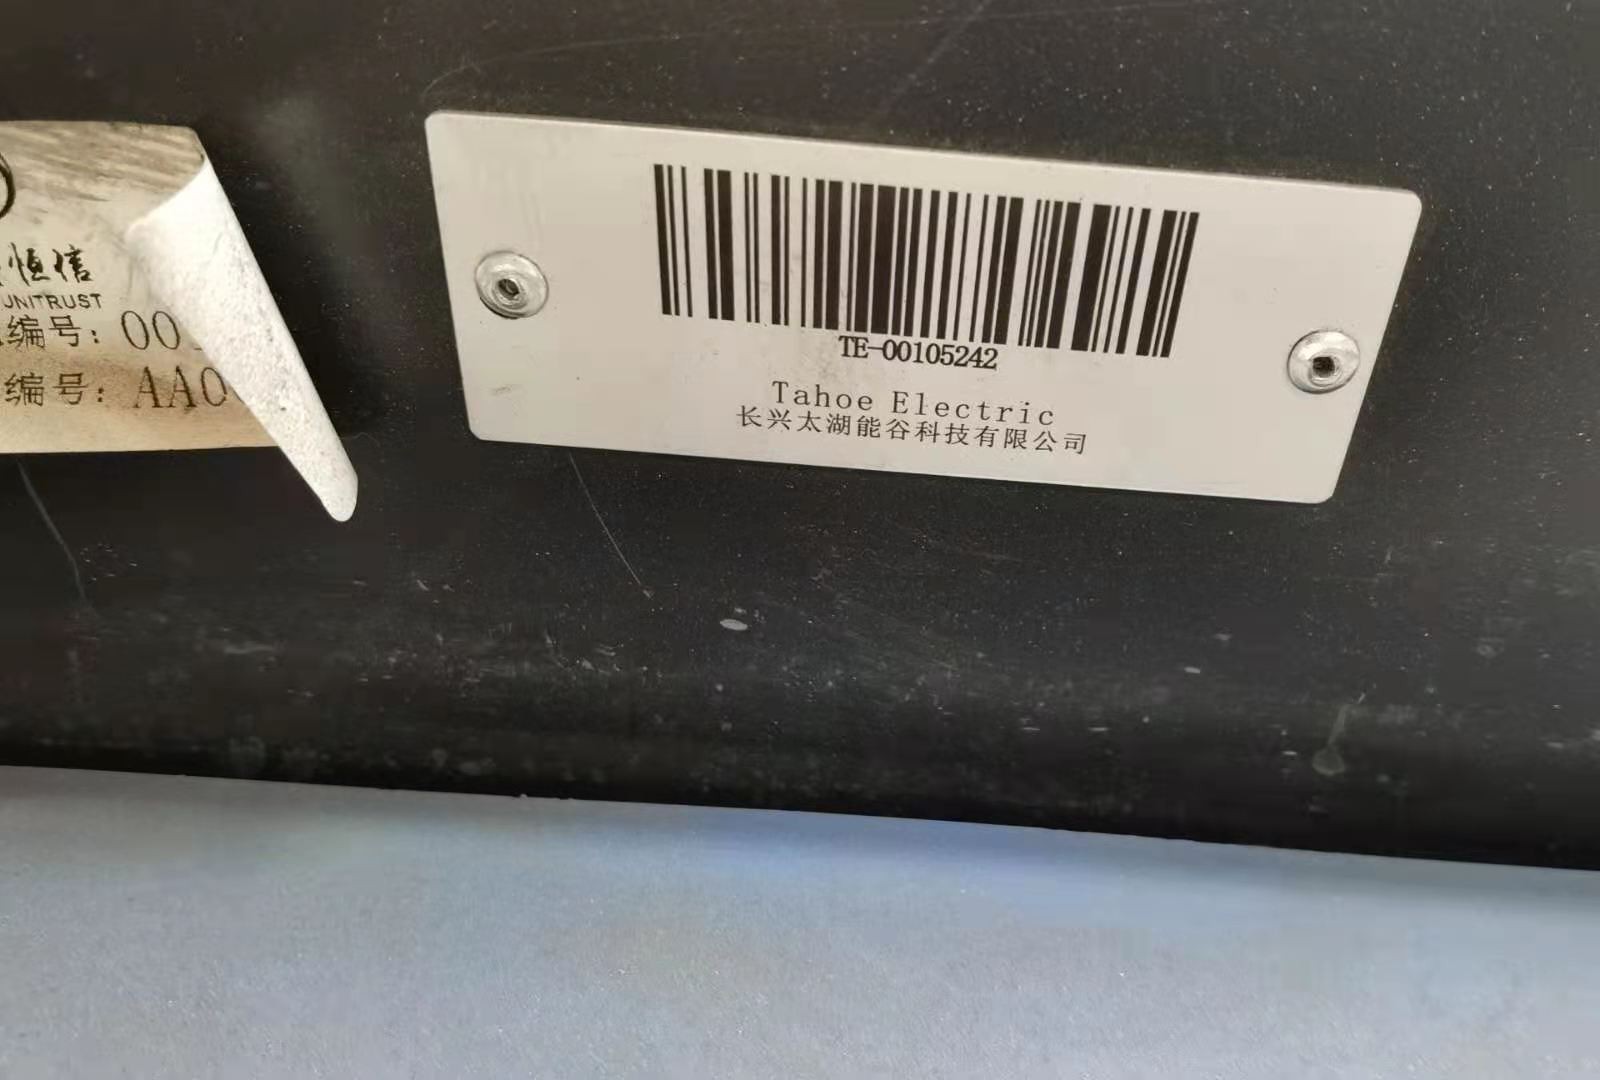 恒信
UNITRUST
编号：00
编号：AA0
TE-00105242
Tahoe Electric
长兴太湖能谷科技有限公司